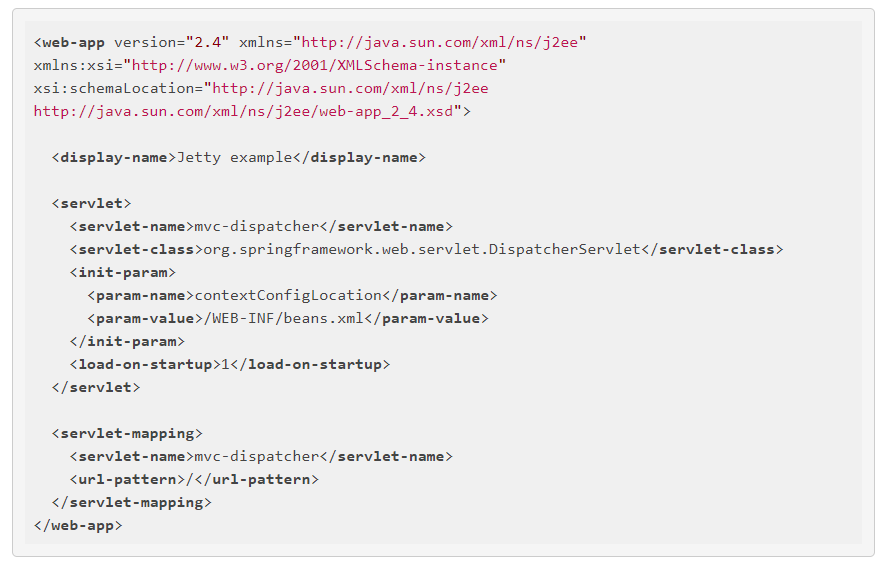 <web-app version="2.4" xmlns="http://java.sun.com/xml/ns/j2ee"
xmlns:xsi="http://www.w3.org/2001/XMLSchema-instance"
xsi:schemaLocation="http://java.sun.com/xml/ns/j2ee
http://java.sun.com/xml/ns/j2ee/web-app_2_4.xsd">

  <display-name>Jetty example</display-name>

  <servlet>
    <servlet-name>mvc-dispatcher</servlet-name>
    <servlet-class>org.springframework.web.servlet.DispatcherServlet</servlet-class>
    <init-param>
      <param-name>contextConfigLocation</param-name>
      <param-value>/WEB-INF/beans.xml</param-value>
    </init-param>
    <load-on-startup>1</load-on-startup>
  </servlet>

  <servlet-mapping>
    <servlet-name>mvc-dispatcher</servlet-name>
    <url-pattern>/</url-pattern>
  </servlet-mapping>
</web-app>